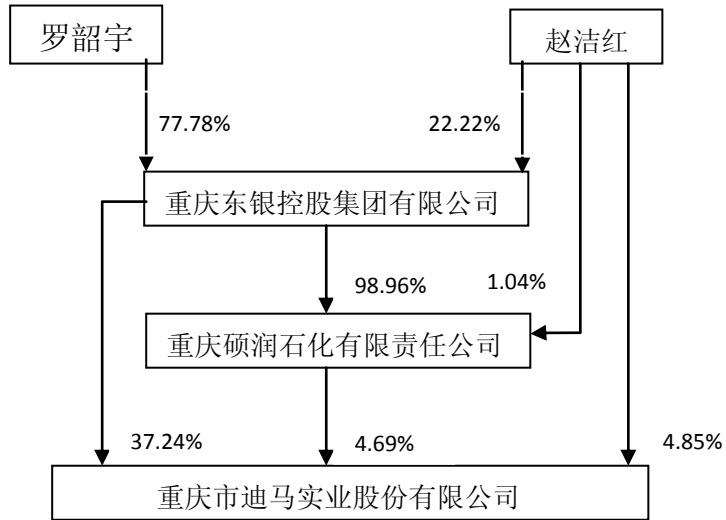 罗韶宇
赵洁红
77.78%
22.22%
重庆东银控股集团有限公司
98.96%
1.04%
重庆硕润石化有限责任公司
37.24%
4.69%
4.85%
重庆市迪马实业股份有限公司